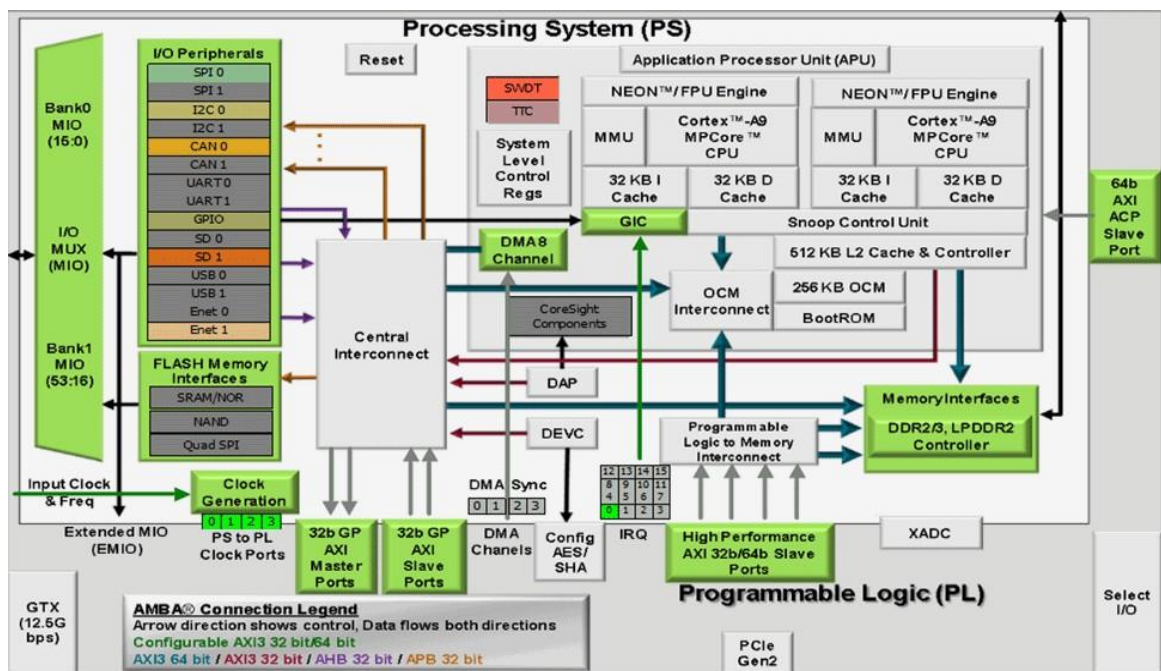 Processing System (PS)
I/O Peripherals
SPI 0
SPI 1
I2C 0
I2C 1
CAN 0
CAN 1
UART 0
UART 1
GPIO
SD 0
SD 1
USB 0
USB 1
Enet 0
Enet 1
Bank0
MIO
(15:0)
I/O
MUX
(MIO)
Bank1
MIO
(53:16)
FLASH Memory
Interfaces
SRAM/NOR
NAND
Quad SPI
Input Clock
& Freq
Clock
Generation
0 1 2 3
PS to PL
Clock Ports
Extended MIO
(EMIO)
Reset
Application Processor Unit (APU)
SWDT
TTC
System
Level
Control
Regs
NEON™/ FPU Engine
MMU
Cortex™-A9
MPCore™
CPU
32 KB I
Cache
32 KB D
Cache
NEON™/ FPU Engine
MMU
Cortex™-A9
MPCore™
CPU
32 KB I
Cache
32 KB D
Cache
GIC
Snoop Control Unit
DMA8
Channel
512 KB L2 Cache & Controller
OCM
Interconnect
256 KB OCM
BootROM
CoreSight
Components
Central
Interconnect
DAP
DEVC
Programmable
Logic to Memory
Interconnect
Memory Interfaces
DDR2/3, LPDDR2
Controller
64b
AXI
ACP
Slave
Port
DMA Sync
0 1 2 3
DMA
Channels
12 13 14 15
8 9 10 11
4 5 6 7
0 1 2 3
IRQ
32b GP
AXI
Master
Ports
32b GP
AXI
Slave
Ports
Config
AES/
SHA
High Performance
AXI 32b/64b Slave
Ports
XADC
Programmable Logic (PL)
GTX
(12.5G
bps)
AMBA® Connection Legend
Arrow direction shows control, Data flows both directions
Configurable AXI3 32 bit/64 bit
AXI3 64 bit / AXI3 32 bit / AHB 32 bit / APB 32 bit
PCIe
Gen2
Select
I/O